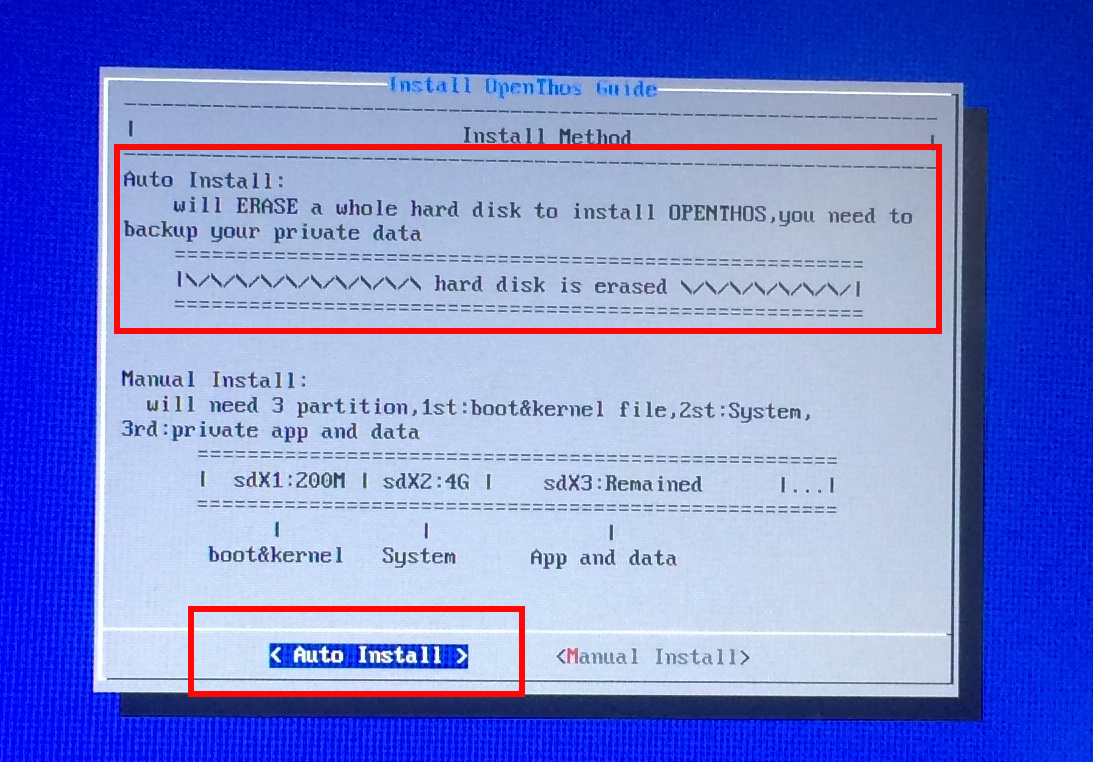 Install OpenThos Guide
Install Method
Auto Install:
will ERASE a whole hard disk to install OPENTHOS,you need to
backup your private data
|\/\/\/\/\/\/\/\/\/\ hard disk is erased \/\/\/\/\/\/\/|
Manual Install:
will need 3 partition,1st:boot&kernel file,2st:System,
3rd:private app and data
| sdX1:200M | sdX2:4G | sdX3:Remained |...|
boot&kernel System App and data
< Auto Install > <Manual Install>